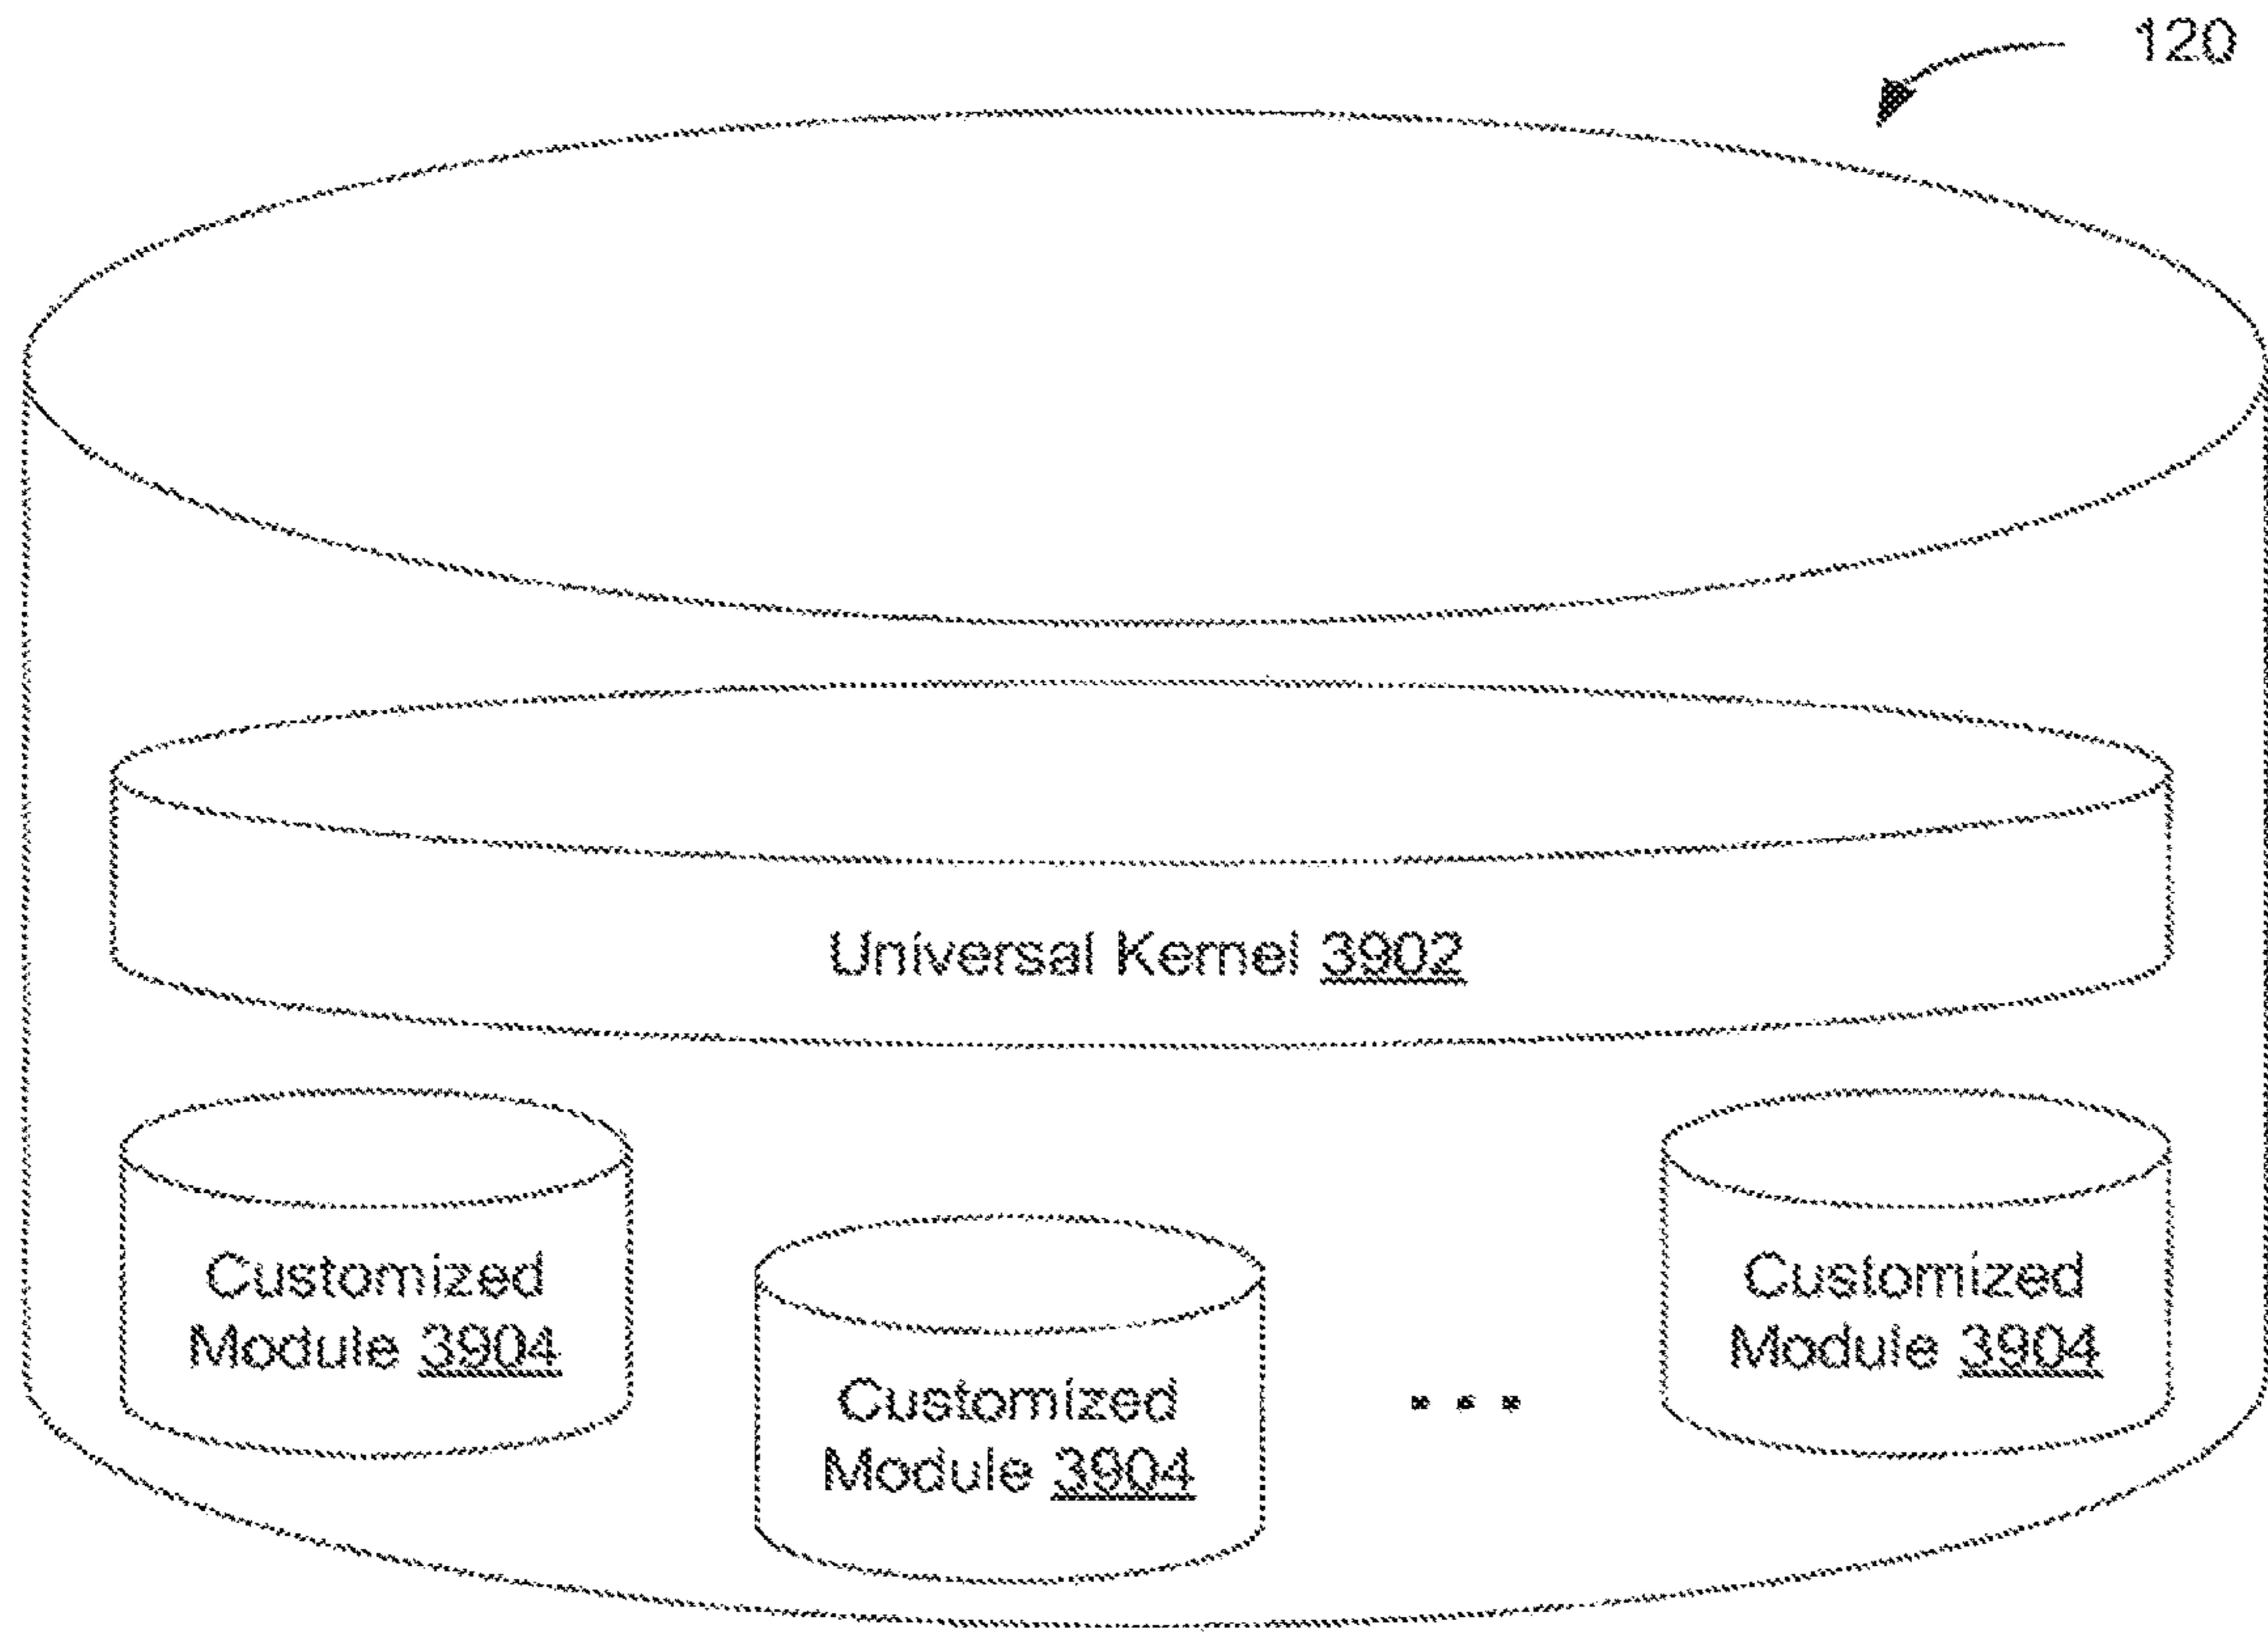 120
Universal Kernel 3902
Customized
Module 3904
Customized
Module 3904
...
Customized
Module 3904